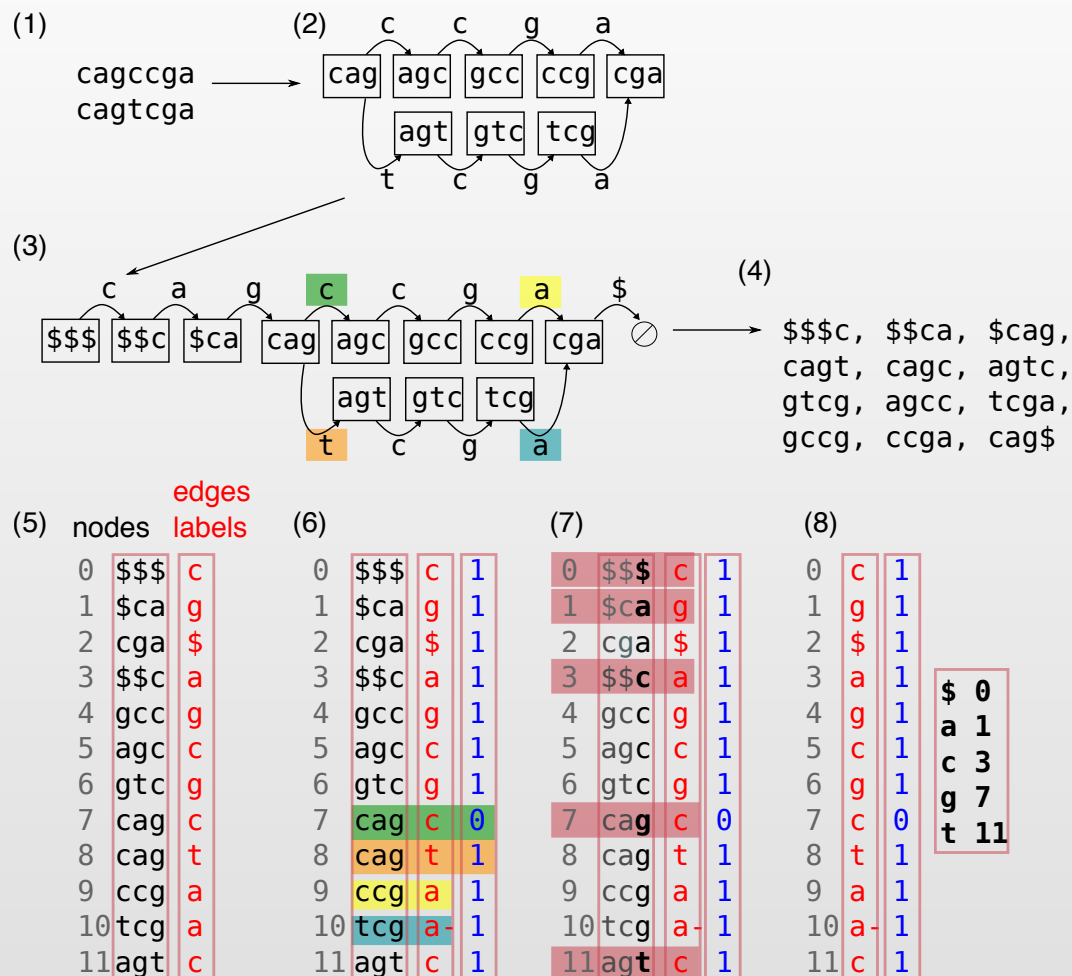 (1)
cagccga
cagtcga
(2)
c c g a
cag agc gcc ccg cga
agt gtc tcg
t c g a
(3)
c a g c c g a $
$$$ $$c $ca cag agc gcc ccg cga
agt gtc tcg
t c g a
(4)
$$$c, $$ca, $cag,
cagt, cagc, agtc,
gtcg, agcc, tcga,
gccg, ccga, cag$
(5) nodes edges labels
0 $$$ c
1 $ca g
2 cga $
3 $$c a
4 gcc g
5 agc c
6 gtc g
7 cag c
8 cag t
9 ccg a
10 tcg a
11 agt c
(6)
0 $$$ c 1
1 $ca g 1
2 cga $ 1
3 $$c a 1
4 gcc g 1
5 agc c 1
6 gtc g 1
7 cag c 0
8 cag t 1
9 ccg a 1
10 tcg a- 1
11 agt c 1
(7)
0 $$$ c 1
1 $ca g 1
2 cga $ 1
3 $$c a 1
4 gcc g 1
5 agc c 1
6 gtc g 1
7 cag c 0
8 cag t 1
9 ccg a 1
10 tcg a- 1
11 agt c 1
(8)
0 c 1
1 g 1
2 $ 1
3 a 1
4 g 1
5 c 1
6 g 1
7 c 0
8 t 1
9 a 1
10 a- 1
11 c 1
$ 0
a 1
c 3
g 7
t 11